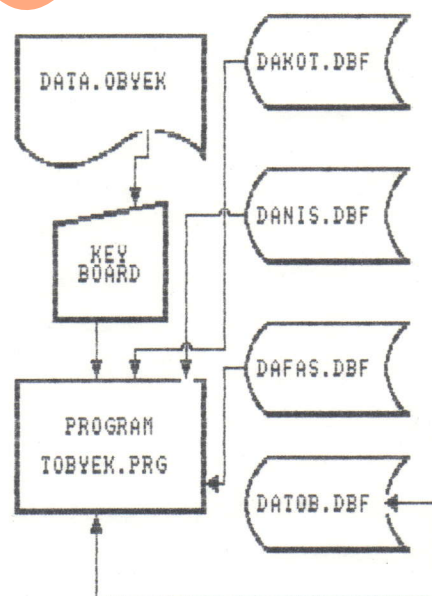 DATA.OBYEK
DAKOT.DBF
DANIS.DBF
KEY
BOARD
DAFAS.DBF
PROGRAM
TOBYEK.PRG
DATOB.DBF